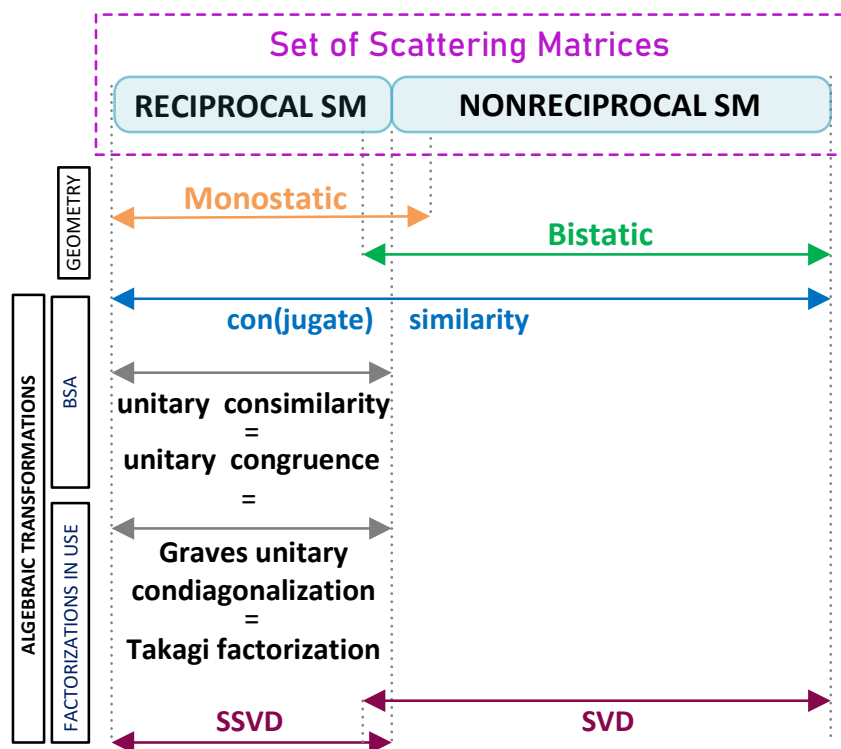 Set of Scattering Matrices
RECIPROCAL SM
NONRECIPROCAL SM
GEOMETRY
Monostatic
Bistatic
ALGEBRAIC TRANSFORMATIONS
BSA
con(jugate) similarity
unitary consimilarity
=
unitary congruence
=
FACTORIZATIONS IN USE
Graves unitary
condiagonalization
=
Takagi factorization
SSVD
SVD